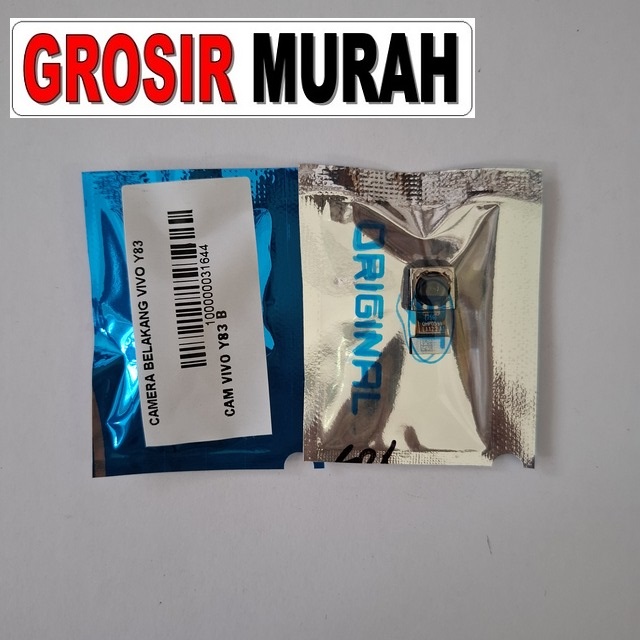 GROSIR MURAH
CAMERA BELAKANG VIVO Y83
100000031644
CAM VIVO Y83 B
ORIGINAL